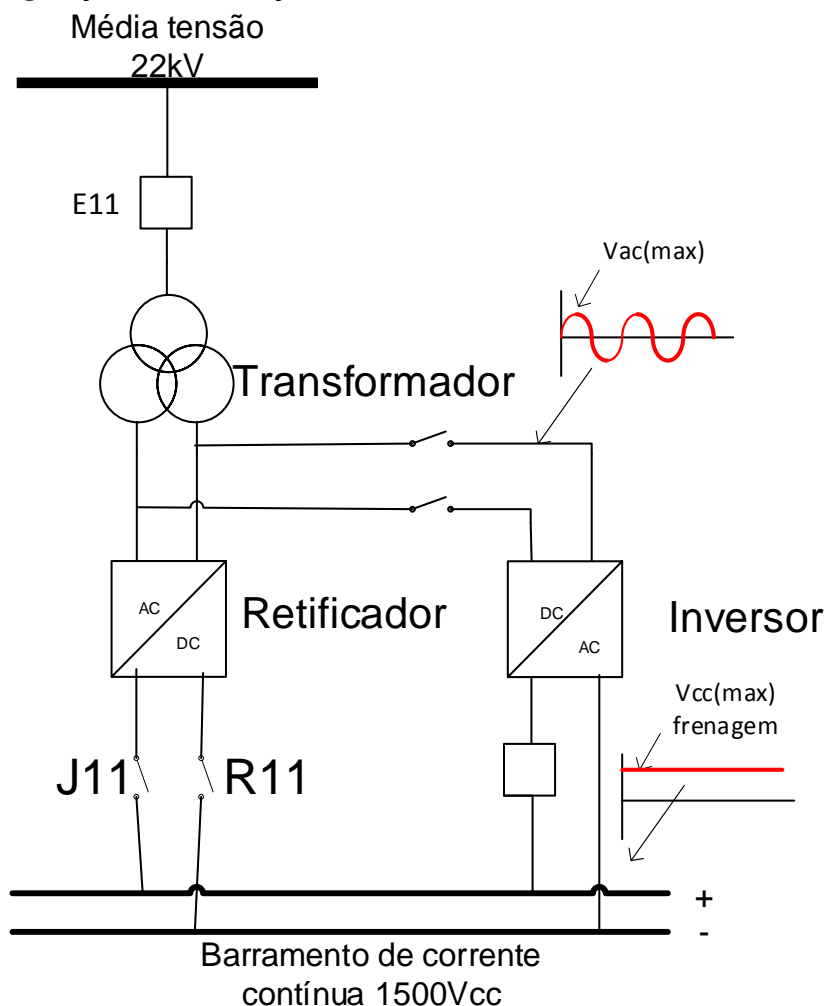 Média tensão
22kV
E11
Vac(max)
Transformador
AC
DC
Retificador
DC
AC
Inversor
Vcc(max)
frenagem
J11
R11
+
-
Barramento de corrente
contínua 1500Vcc